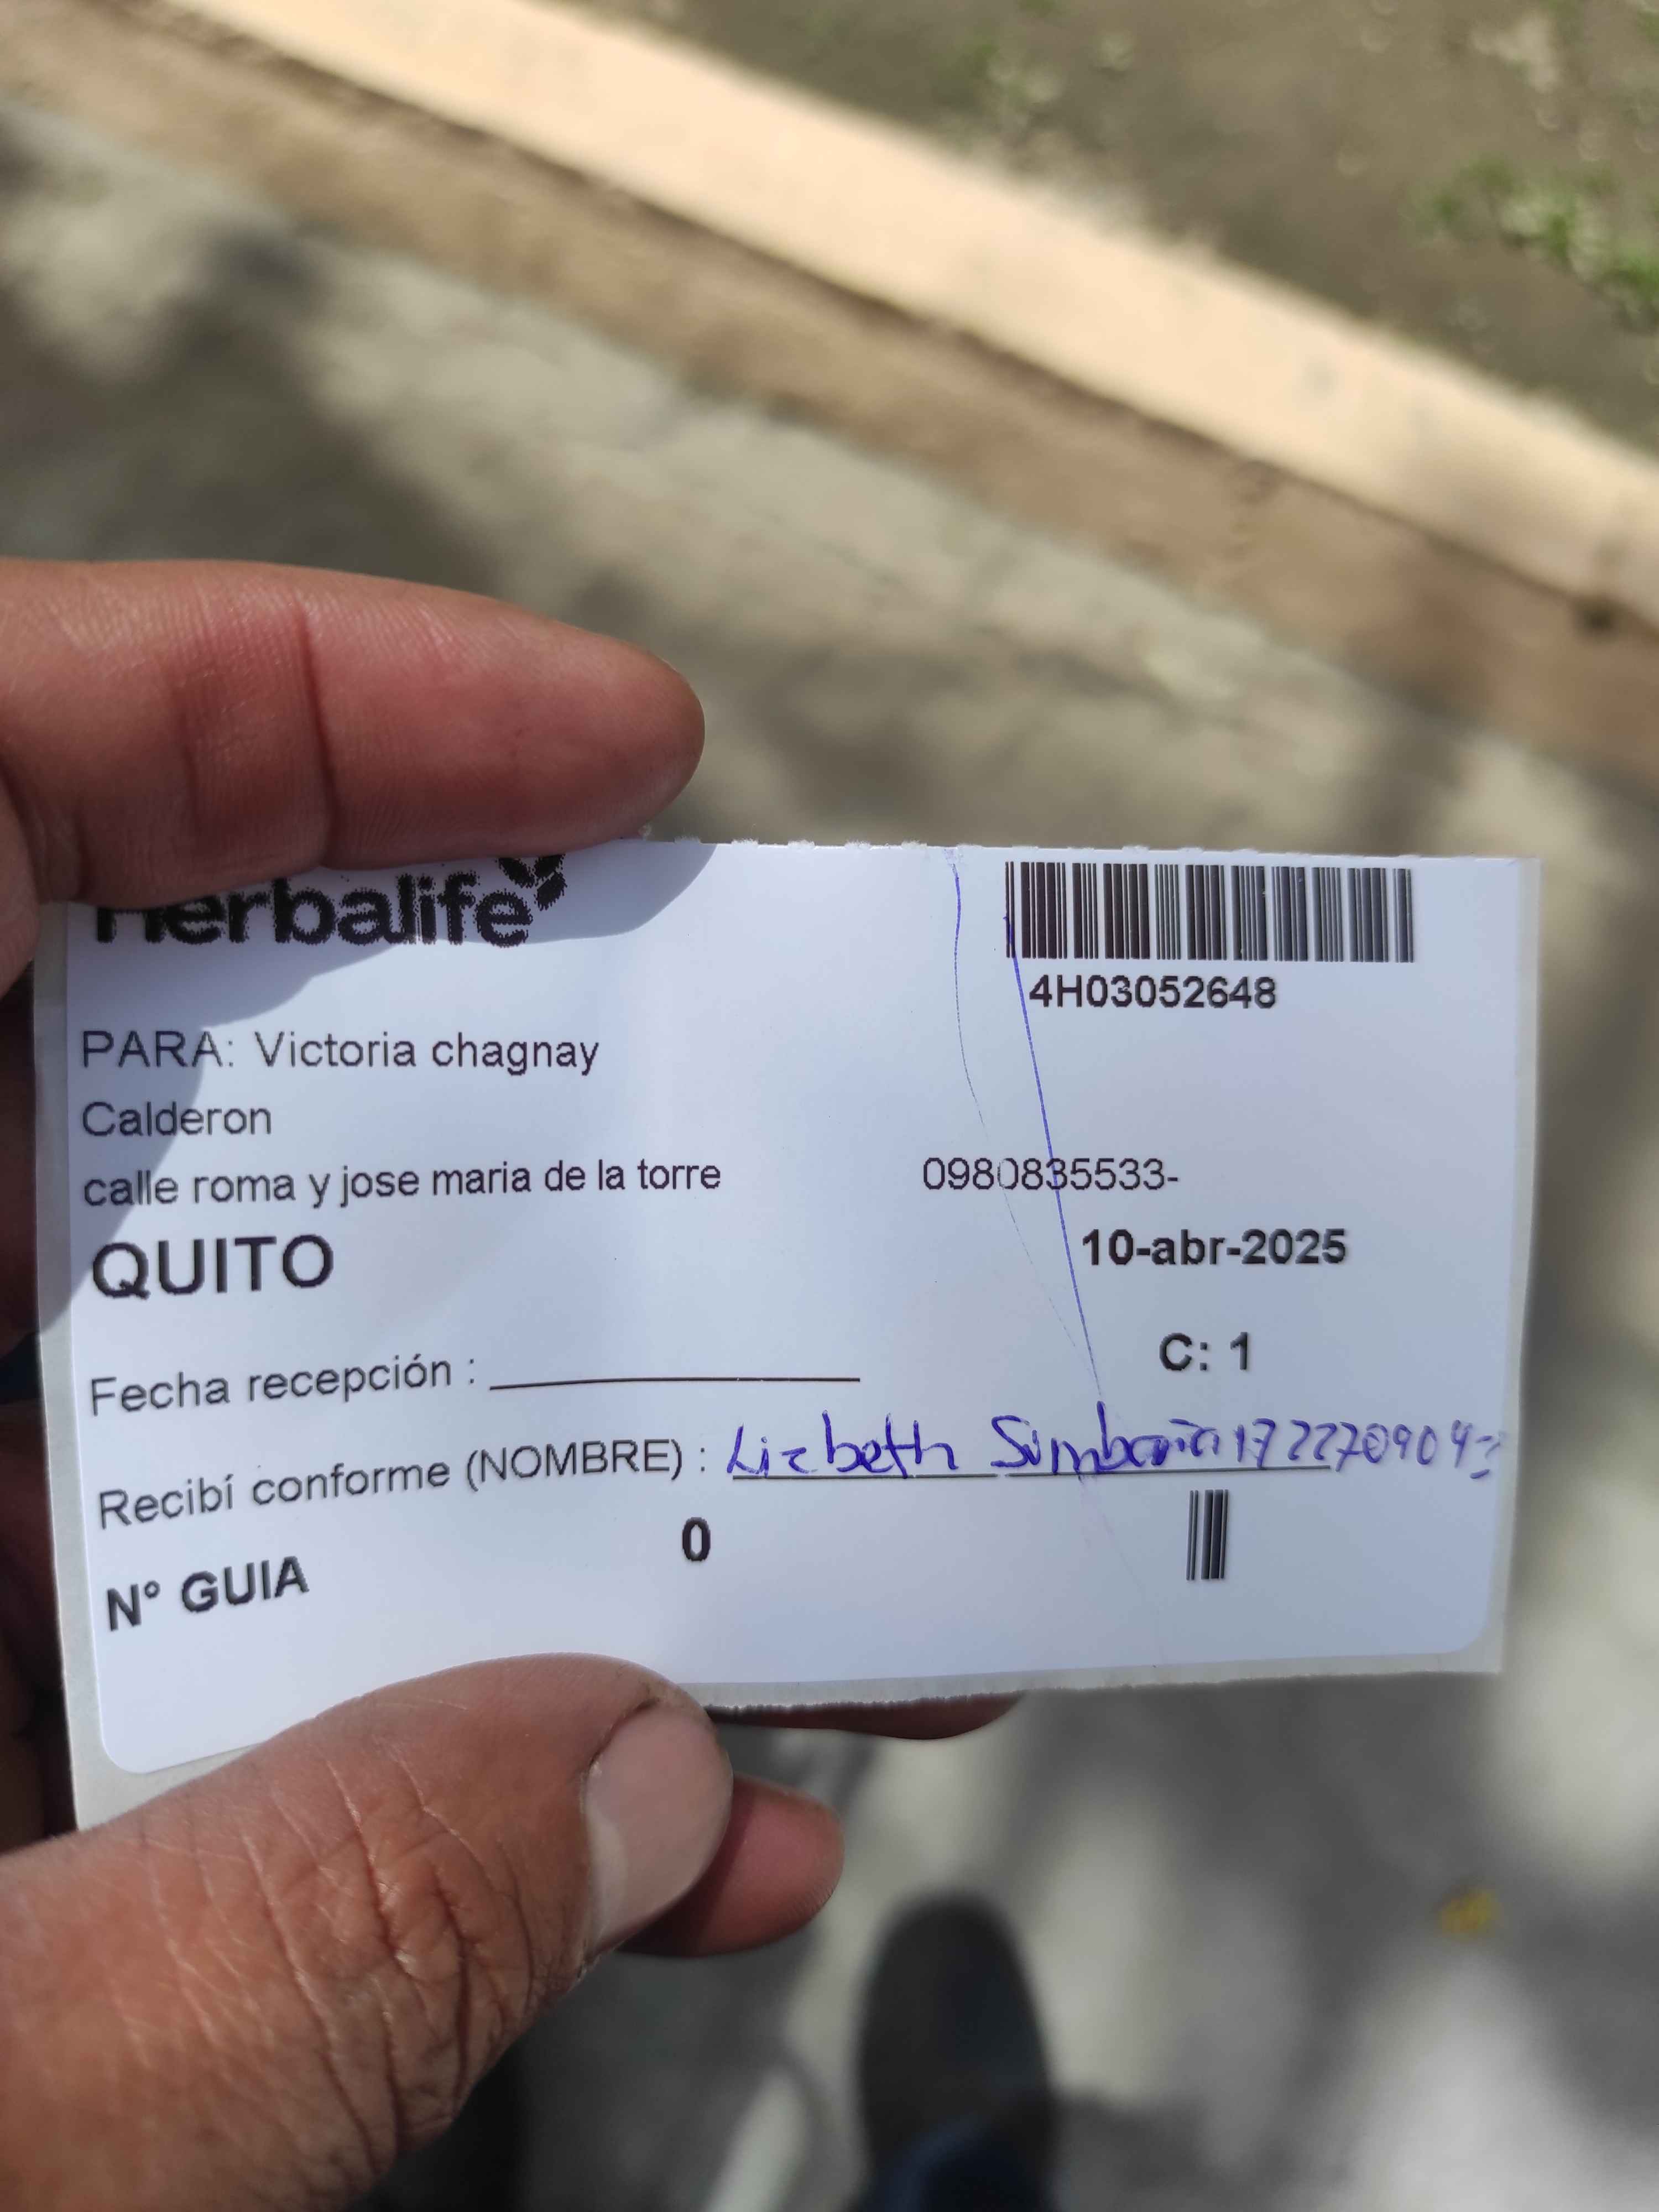 Herbalife
4H03052648
PARA: Victoria chagnay
Calderon
calle roma y jose maria de la torre 0980835533-
QUITO 10-abr-2025
C: 1
Fecha recepción :
Recibí conforme (NOMBRE) : Lizbeth
N° GUIA 0